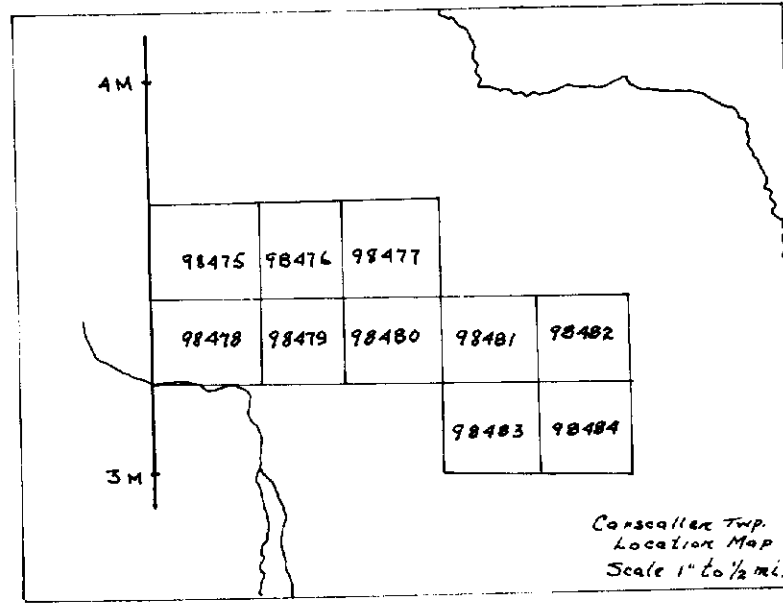 4M
98475 98476 98477
98478 98479 98480 98481 98482
98483 98484
3M
Carscallen Twp.
Location Map
Scale 1" to 1/2 mi.